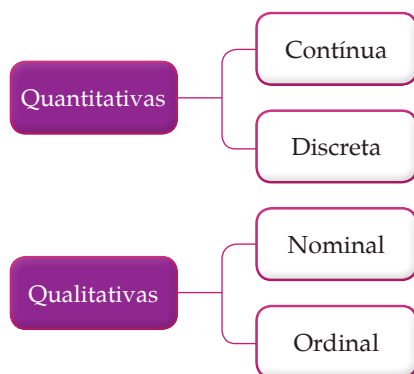 Quantitativas
Contínua
Discreta
Qualitativas
Nominal
Ordinal